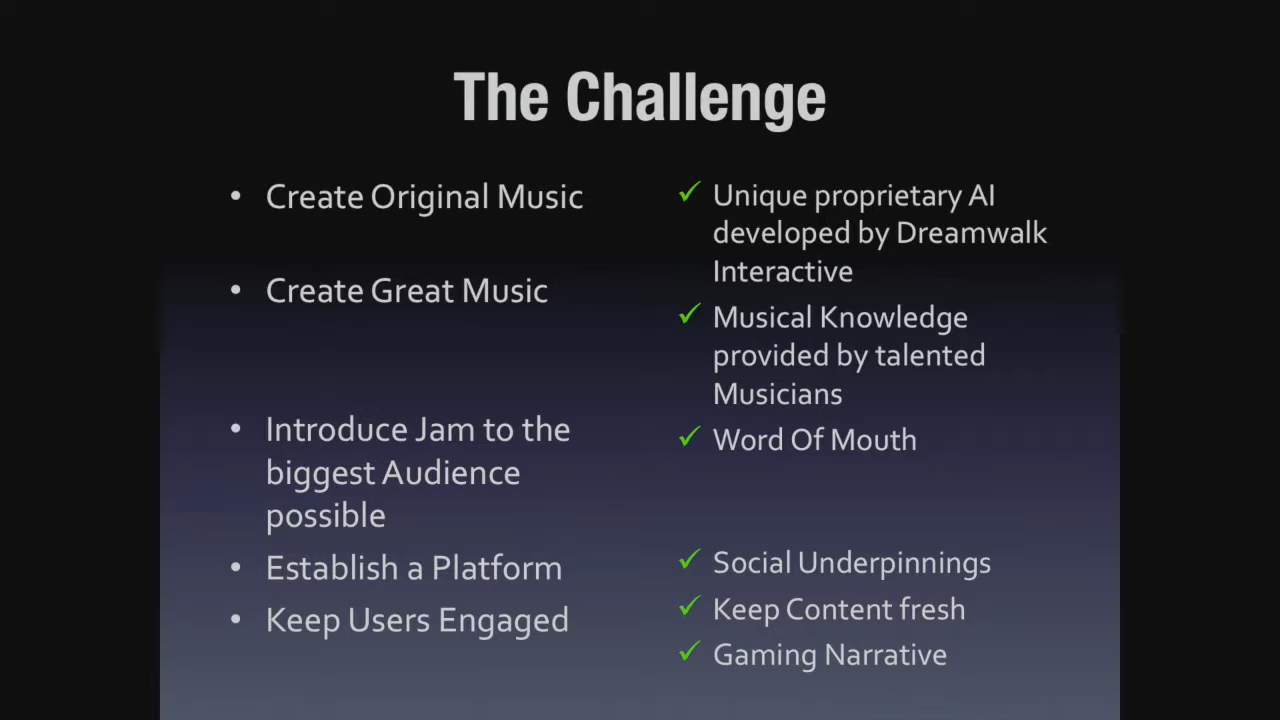 The Challenge
• Create Original Music
• Create Great Music
• Introduce Jam to the
biggest Audience
possible
• Establish a Platform
• Keep Users Engaged
✓ Unique proprietary AI
developed by Dreamwalk
Interactive
✓ Musical Knowledge
provided by talented
Musicians
✓ Word Of Mouth
✓ Social Underpinnings
✓ Keep Content fresh
✓ Gaming Narrative